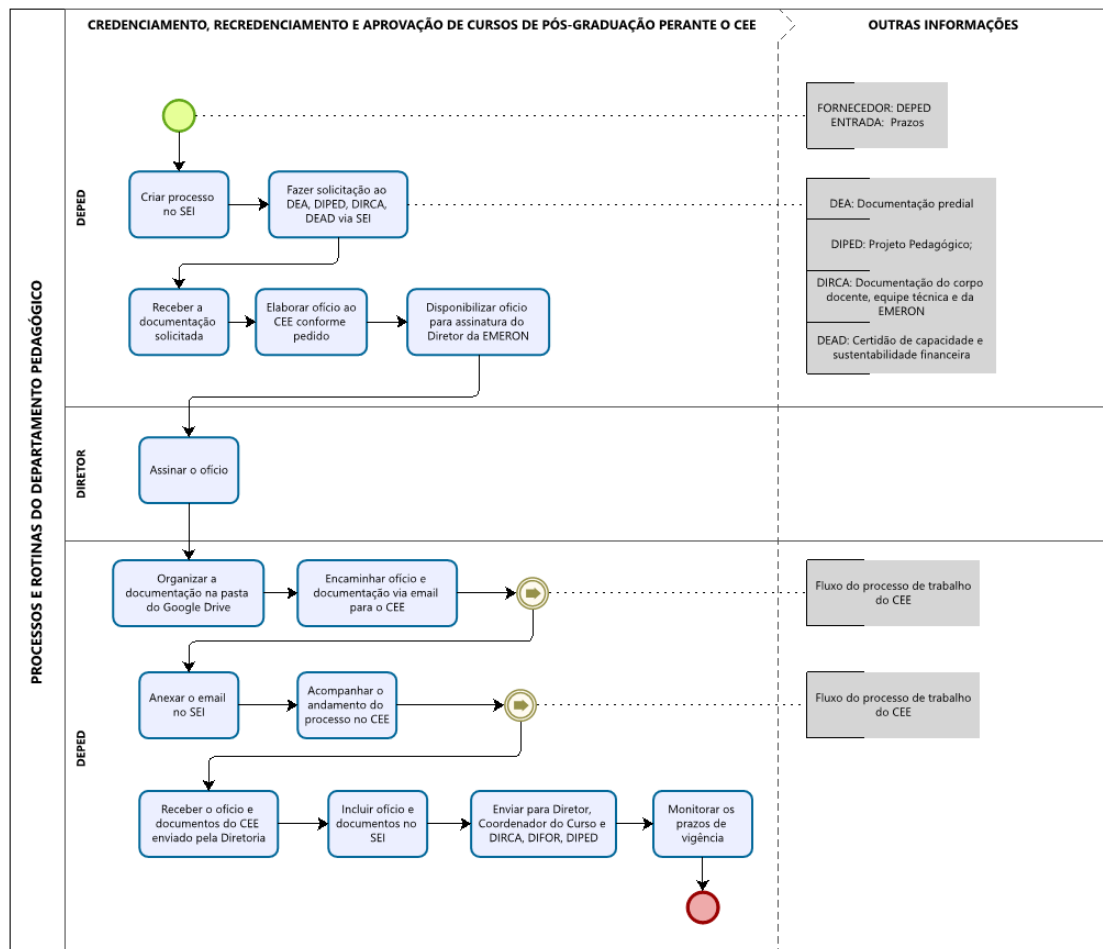 CREDENCIAMENTO, RECREDENCIAMENTO E APROVAÇÃO DE CURSOS DE PÓS-GRADUAÇÃO PERANTE O CEE
OUTRAS INFORMAÇÕES
PROCESSOS E ROTINAS DO DEPARTAMENTO PEDAGÓGICO
DEPED
FORNECEDOR: DEPED
ENTRADA: Prazos
Criar processo
no SEI
Fazer solicitação ao
DEA, DIPED, DIRCA,
DEAD via SEI
DEA: Documentação predial
DIPED: Projeto Pedagógico;
DIRCA: Documentação do corpo
docente, equipe técnica e da
EMERON
DEAD: Certidão de capacidade e
sustentabilidade financeira
Receber a
documentação
solicitada
Elaborar ofício ao
CEE conforme
pedido
Disponibilizar oficio
para assinatura do
Diretor da EMERON
DIRETOR
Assinar o ofício
DEPED
Organizar a
documentação na pasta
do Google Drive
Encaminhar ofício e
documentação via email
para o CEE
Fluxo do processo de trabalho
do CEE
Anexar o email
no SEI
Acompanhar o
andamento do
processo no CEE
Fluxo do processo de trabalho
do CEE
Receber o ofício e
documentos do CEE
enviado pela Diretoria
Incluir ofício e
documentos no
SEI
Enviar para Diretor,
Coordenador do Curso e
DIRCA, DIFOR, DIPED
Monitorar os
prazos de
vigência